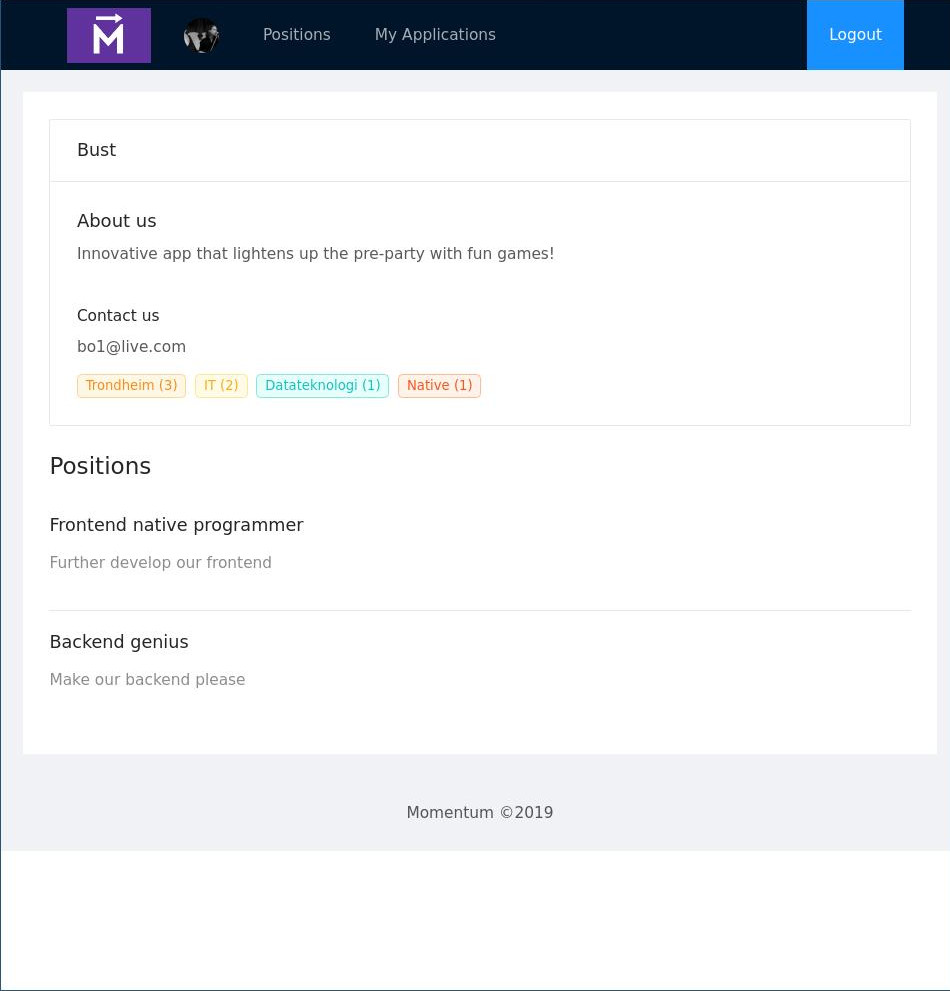 M
Positions
My Applications
Logout
Bust
About us
Innovative app that lightens up the pre-party with fun games!
Contact us
bo1@live.com
Trondheim (3) IT (2) Datateknologi (1) Native (1)
Positions
Frontend native programmer
Further develop our frontend
Backend genius
Make our backend please
Momentum ©2019